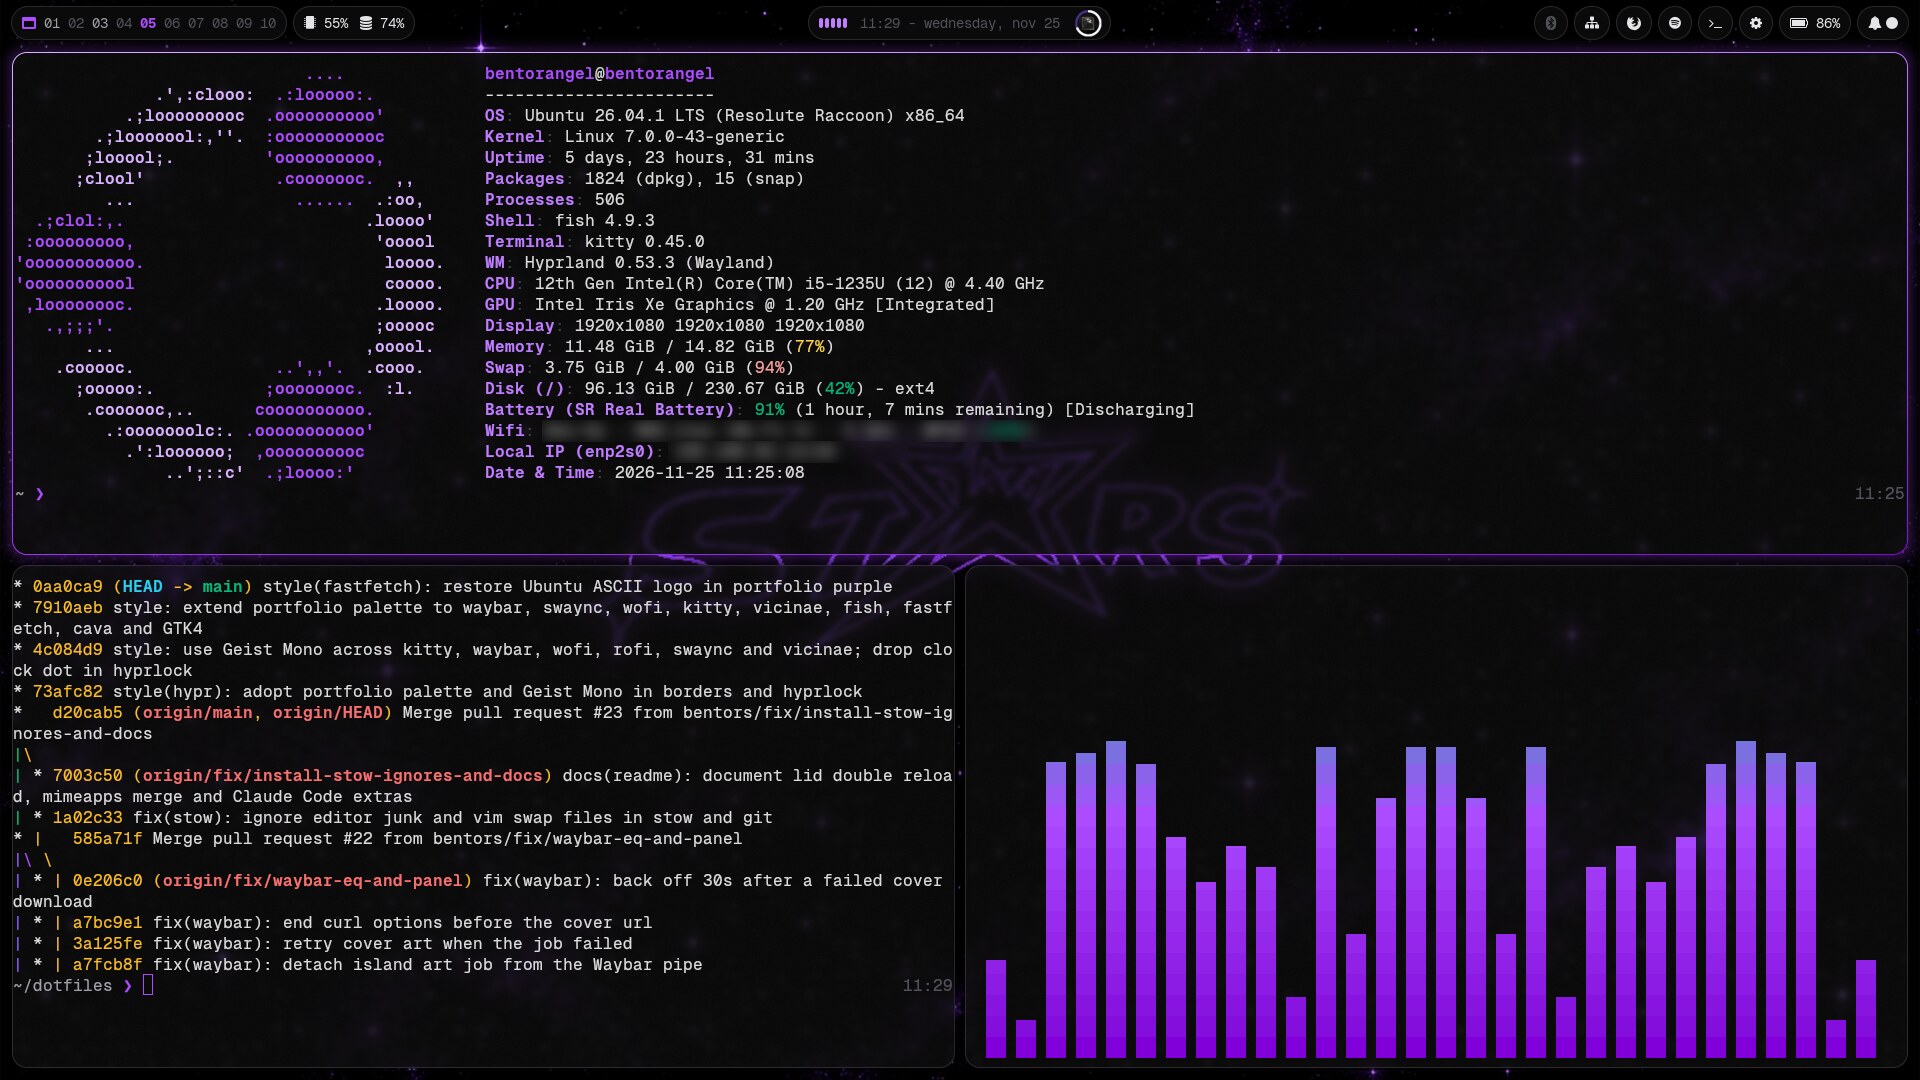 01 02 03 04 05 06 07 08 09 10 55% 74% 11:29 - wednesday, nov 25 86%
bentorangel@bentorangel
-----------------------
OS: Ubuntu 26.04.1 LTS (Resolute Raccoon) x86_64
Kernel: Linux 7.0.0-43-generic
Uptime: 5 days, 23 hours, 31 mins
Packages: 1824 (dpkg), 15 (snap)
Processes: 506
Shell: fish 4.9.3
Terminal: kitty 0.45.0
WM: Hyprland 0.53.3 (Wayland)
CPU: 12th Gen Intel(R) Core(TM) i5-1235U (12) @ 4.40 GHz
GPU: Intel Iris Xe Graphics @ 1.20 GHz [Integrated]
Display: 1920x1080 1920x1080 1920x1080
Memory: 11.48 GiB / 14.82 GiB (77%)
Swap: 3.75 GiB / 4.00 GiB (94%)
Disk (/): 96.13 GiB / 230.67 GiB (42%) - ext4
Battery (SR Real Battery): 91% (1 hour, 7 mins remaining) [Discharging]
Wifi:
Local IP (enp2s0):
Date & Time: 2026-11-25 11:25:08
~ ❯ 11:25
STARS
* 0aa0ca9 (HEAD -> main) style(fastfetch): restore Ubuntu ASCII logo in portfolio purple
* 7910aeb style: extend portfolio palette to waybar, swaync, wofi, kitty, vicinae, fish, fastf
etch, cava and GTK4
* 4c084d9 style: use Geist Mono across kitty, waybar, wofi, rofi, swaync and vicinae; drop clo
ck dot in hyprlock
* 73afc82 style(hypr): adopt portfolio palette and Geist Mono in borders and hyprlock
*   d20cab5 (origin/main, origin/HEAD) Merge pull request #23 from bentors/fix/install-stow-ig
nores-and-docs
|\
| * 7003c50 (origin/fix/install-stow-ignores-and-docs) docs(readme): document lid double reloa
d, mimeapps merge and Claude Code extras
| * 1a02c33 fix(stow): ignore editor junk and vim swap files in stow and git
* |   585a71f Merge pull request #22 from bentors/fix/waybar-eq-and-panel
|\ \
| * | 0e206c0 (origin/fix/waybar-eq-and-panel) fix(waybar): back off 30s after a failed cover
download
| * | a7bc9e1 fix(waybar): end curl options before the cover url
| * | 3a125fe fix(waybar): retry cover art when the job failed
| * | a7fcb8f fix(waybar): detach island art job from the Waybar pipe
~/dotfiles ❯ 11:29